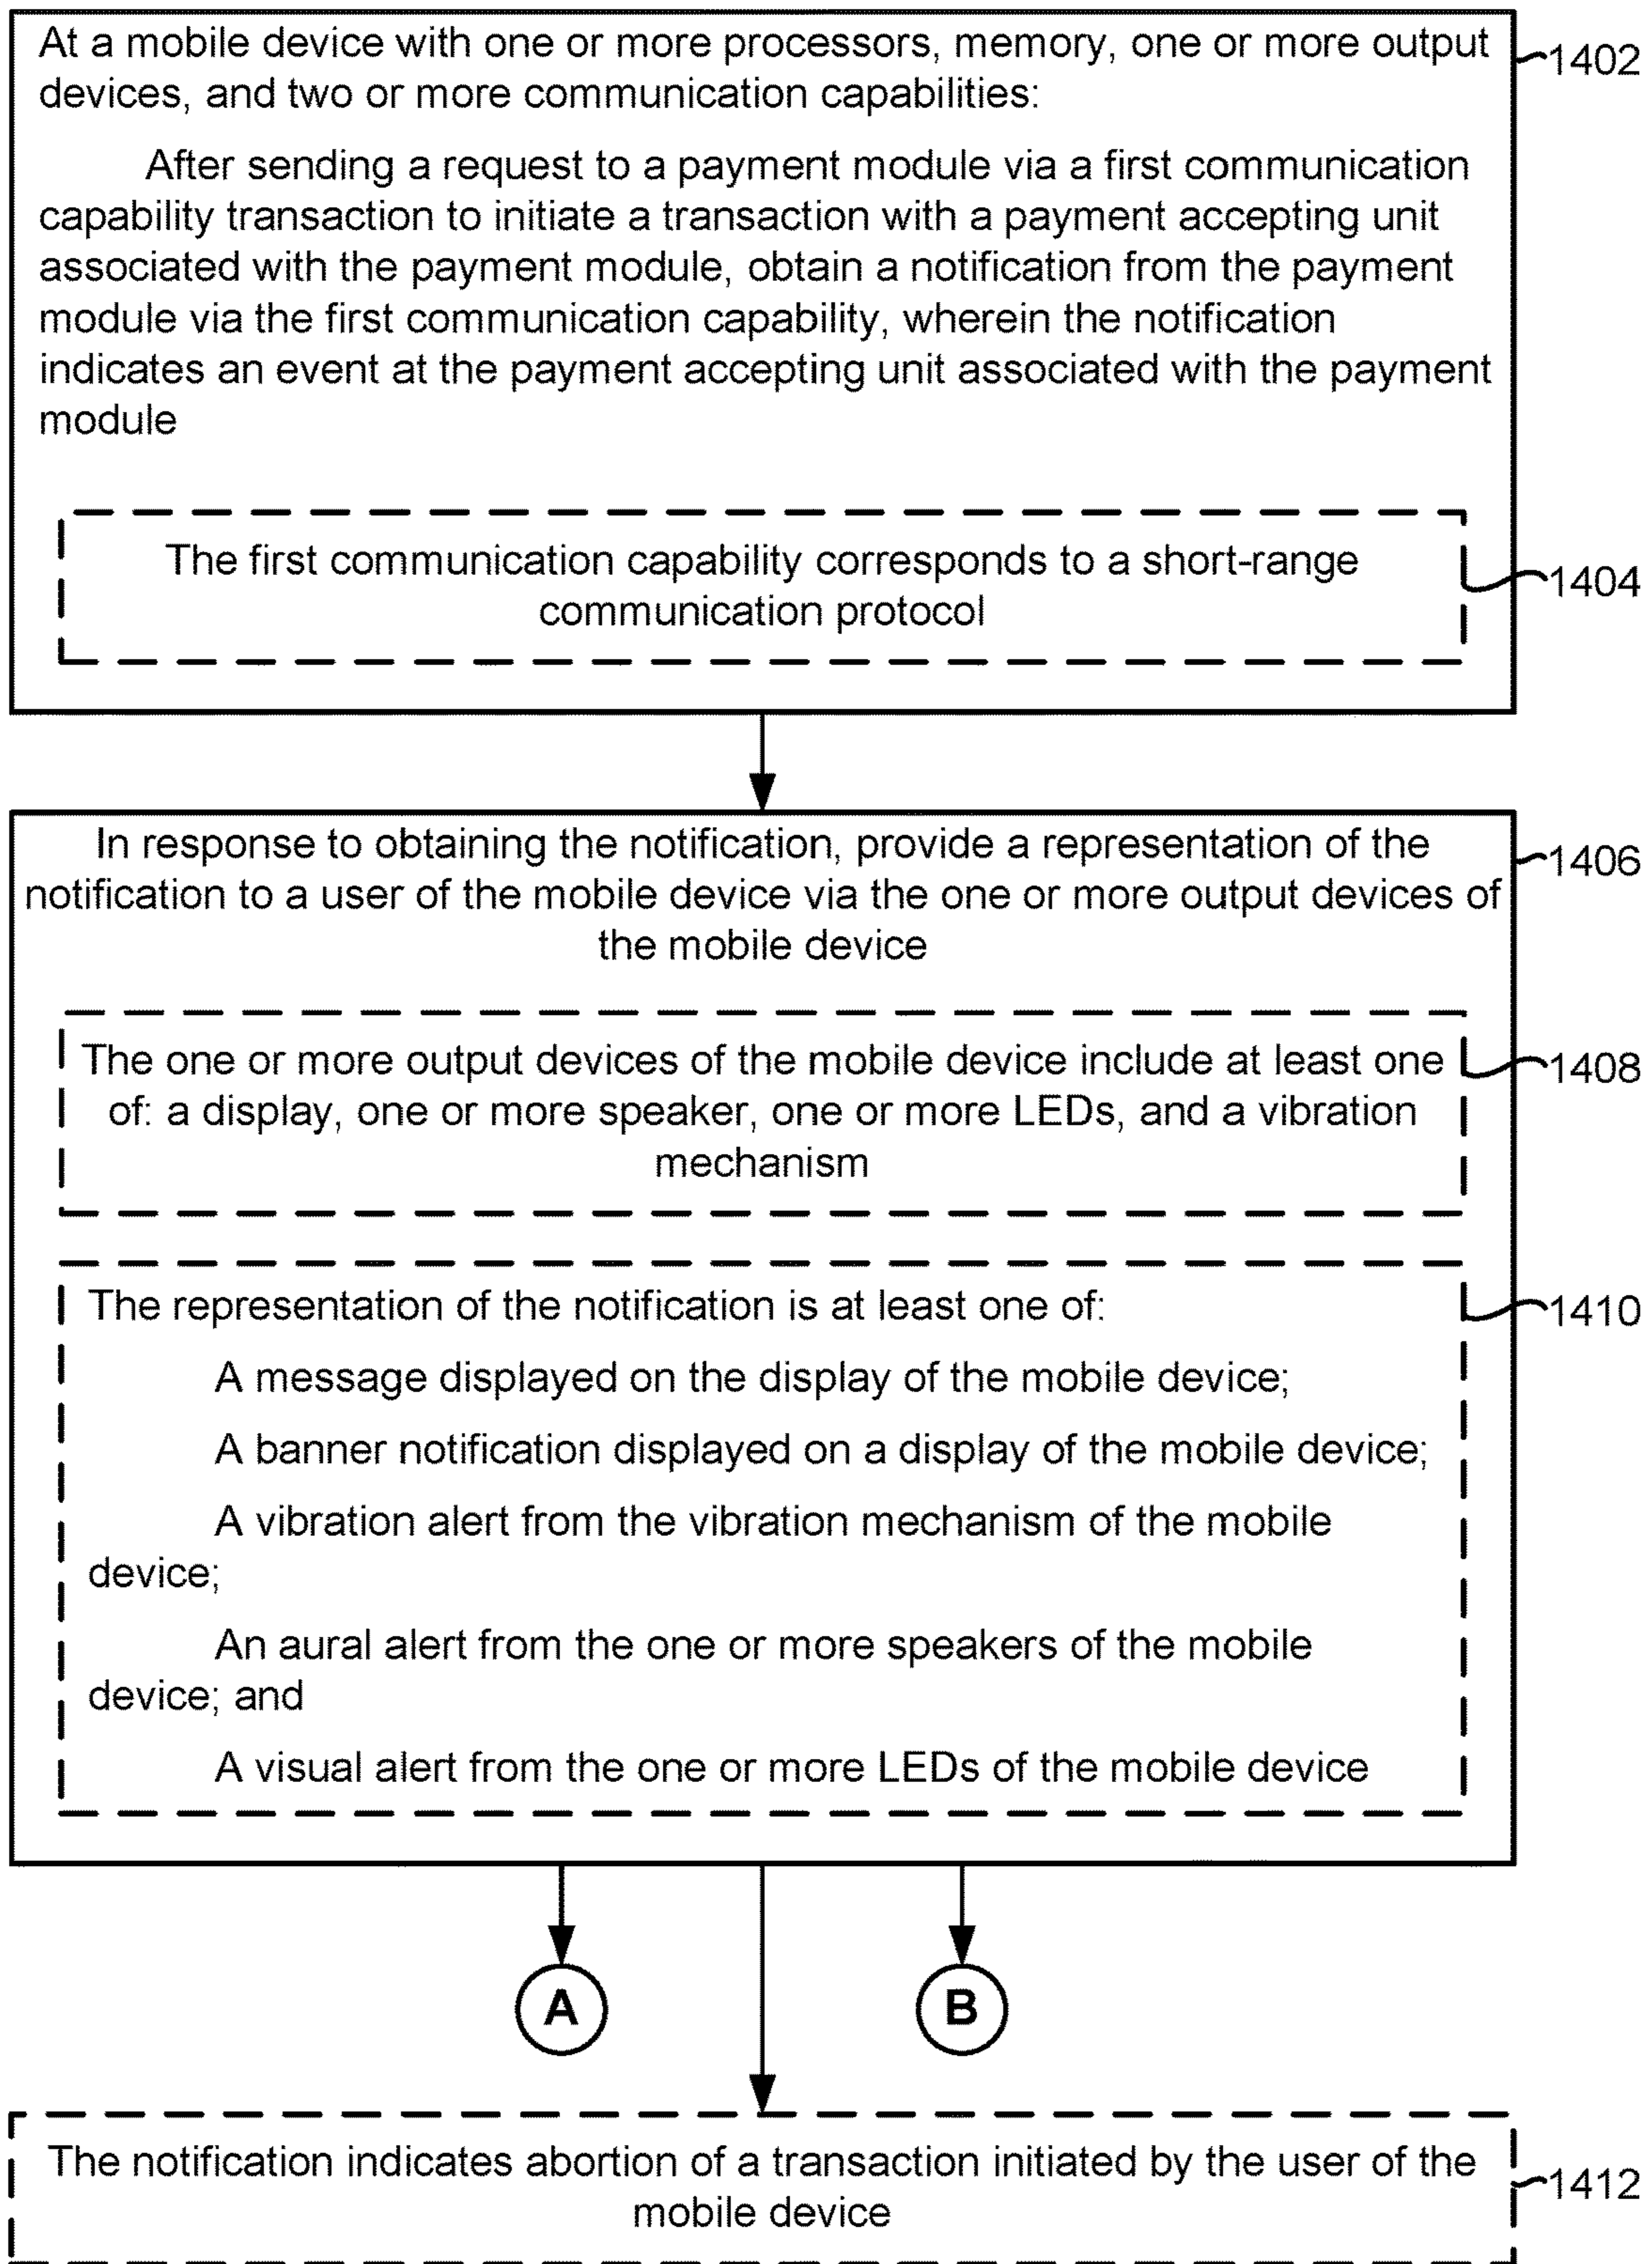 At a mobile device with one or more processors, memory, one or more output
devices, and two or more communication capabilities:
After sending a request to a payment module via a first communication
capability transaction to initiate a transaction with a payment accepting unit
associated with the payment module, obtain a notification from the payment
module via the first communication capability, wherein the notification
indicates an event at the payment accepting unit associated with the payment
module
1402
The first communication capability corresponds to a short-range
communication protocol
1404
In response to obtaining the notification, provide a representation of the
notification to a user of the mobile device via the one or more output devices of
the mobile device
1406
The one or more output devices of the mobile device include at least one
of: a display, one or more speaker, one or more LEDs, and a vibration
mechanism
1408
The representation of the notification is at least one of:
A message displayed on the display of the mobile device;
A banner notification displayed on a display of the mobile device;
A vibration alert from the vibration mechanism of the mobile
device;
An aural alert from the one or more speakers of the mobile
device; and
A visual alert from the one or more LEDs of the mobile device
1410
A
B
The notification indicates abortion of a transaction initiated by the user of the
mobile device
1412